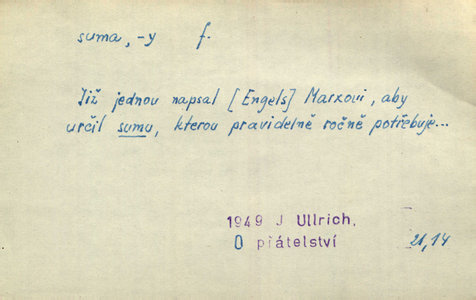 suma, -y f.
Již jednou napsal [Engels] Marxovi, aby
určil sumu, kterou pravidelně ročně potřebuje...
1949 J Ullrich,
O přátelství
21,14